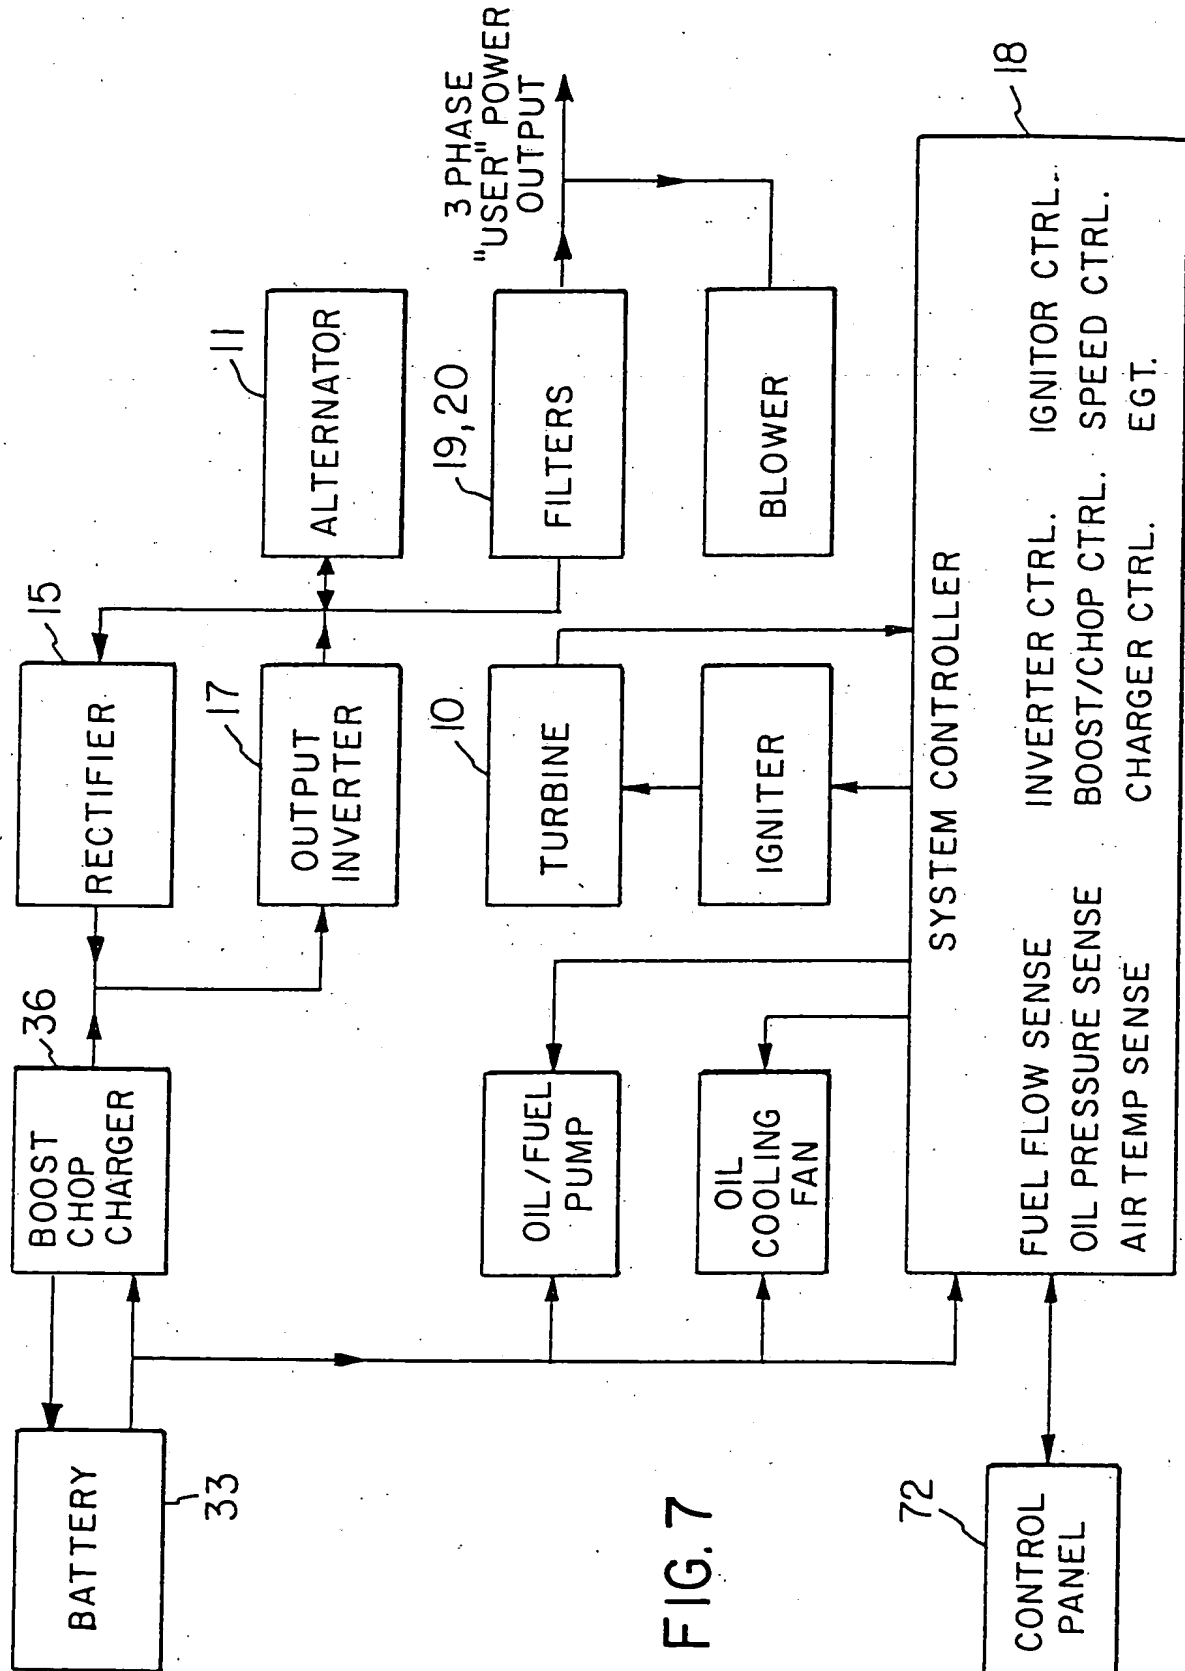 BATTERY
33
BOOST
CHOP
CHARGER
36
RECTIFIER
15
OUTPUT
INVERTER
17
ALTERNATOR
11
3 PHASE
"USER" POWER
OUTPUT
FILTERS
19,20
BLOWER
TURBINE
10
IGNITER
OIL/FUEL
PUMP
OIL
COOLING
FAN
SYSTEM CONTROLLER
18
FUEL FLOW SENSE INVERTER CTRL. IGNITOR CTRL.
OIL PRESSURE SENSE BOOST/CHOP CTRL. SPEED CTRL.
AIR TEMP SENSE CHARGER CTRL. EGT.
CONTROL
PANEL
72
FIG. 7